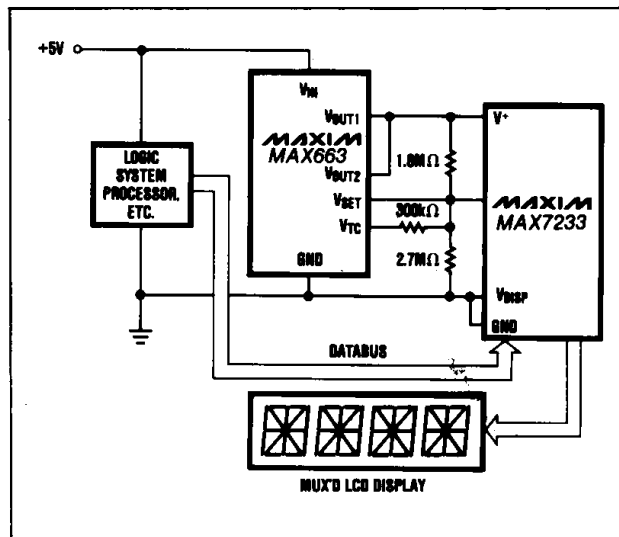 +5V
LOGIC
SYSTEM
PROCESSOR,
ETC.
VIN
VOUT1
MAXIM
MAX663
VOUT2
VSET
VTC
GND
1.8MΩ
300kΩ
2.7MΩ
V+
MAXIM
MAX7233
VDISP
GND
DATABUS
MUX'D LCD DISPLAY